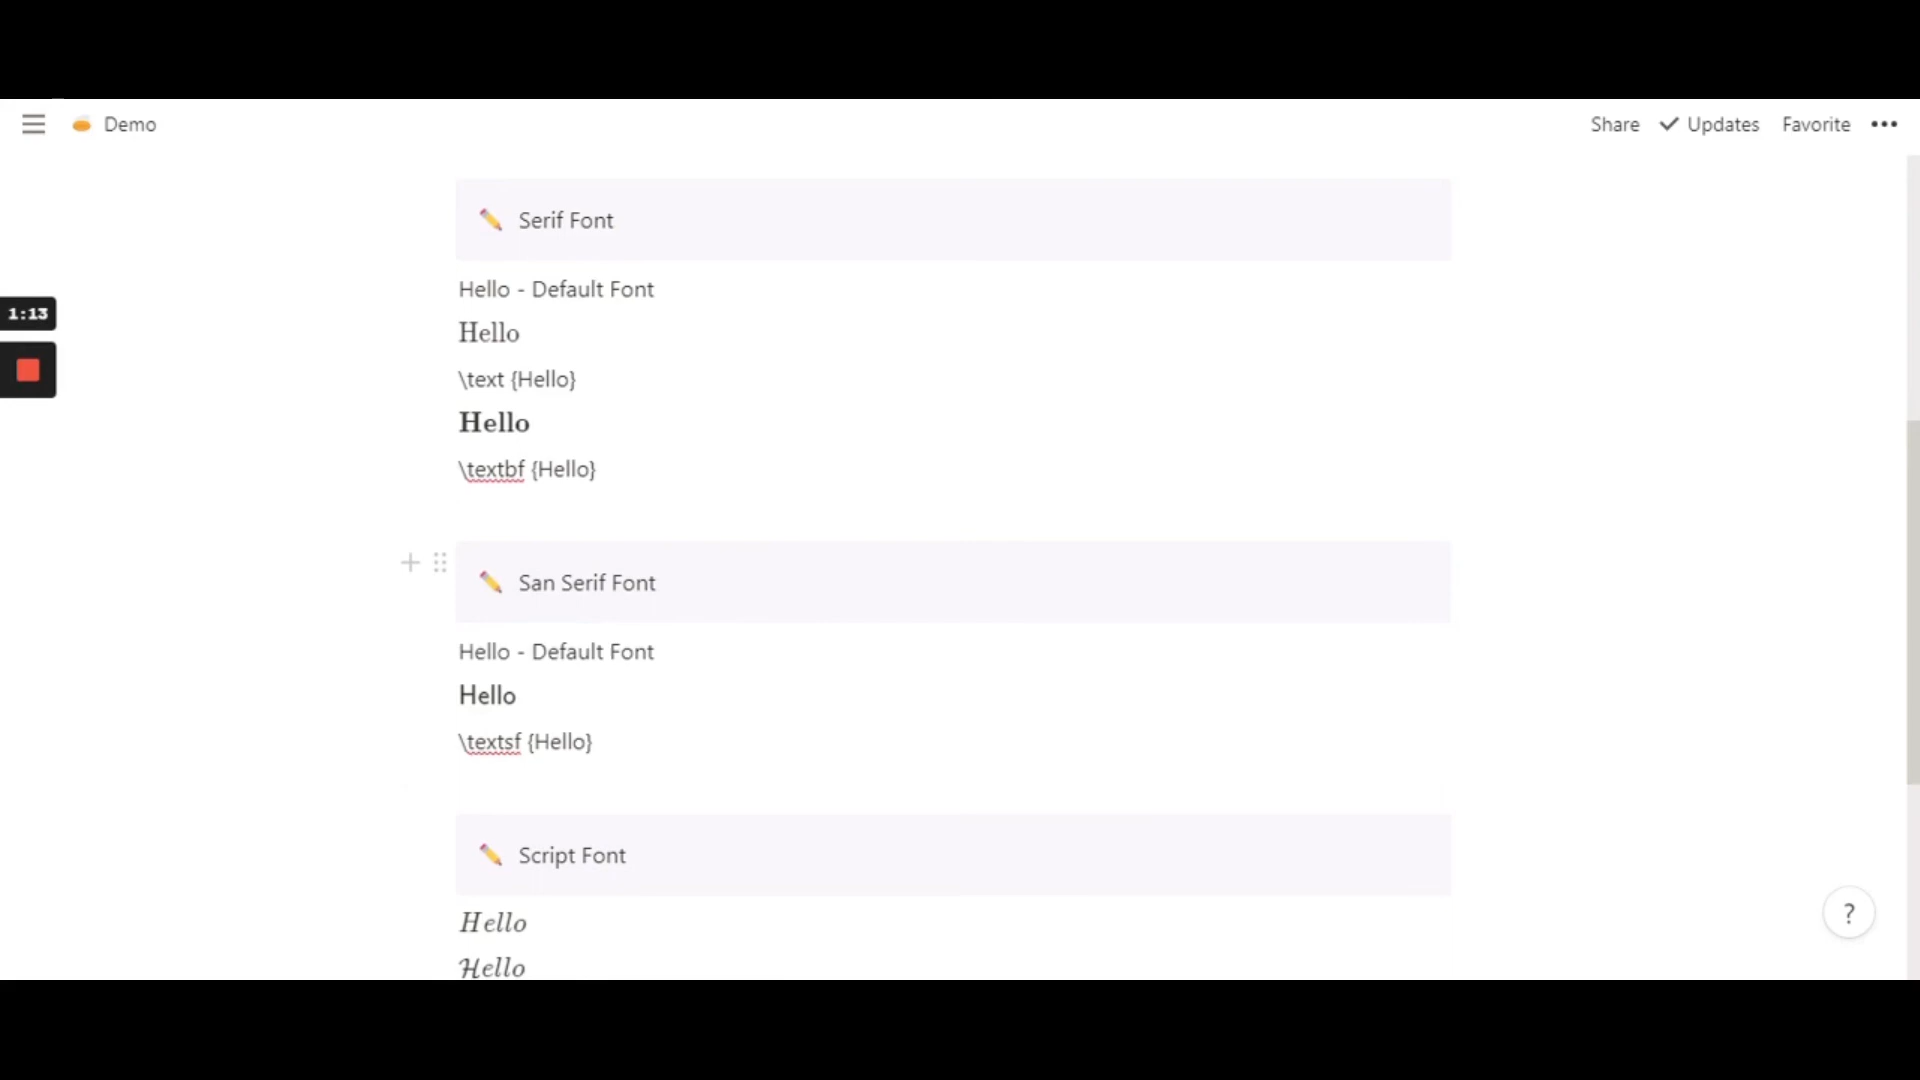 Demo
Share Updates Favorite
Serif Font
Hello - Default Font
Hello
\text {Hello}
Hello
\textbf {Hello}
San Serif Font
Hello - Default Font
Hello
\textsf {Hello}
Script Font
Hello
Hello
1:13
?